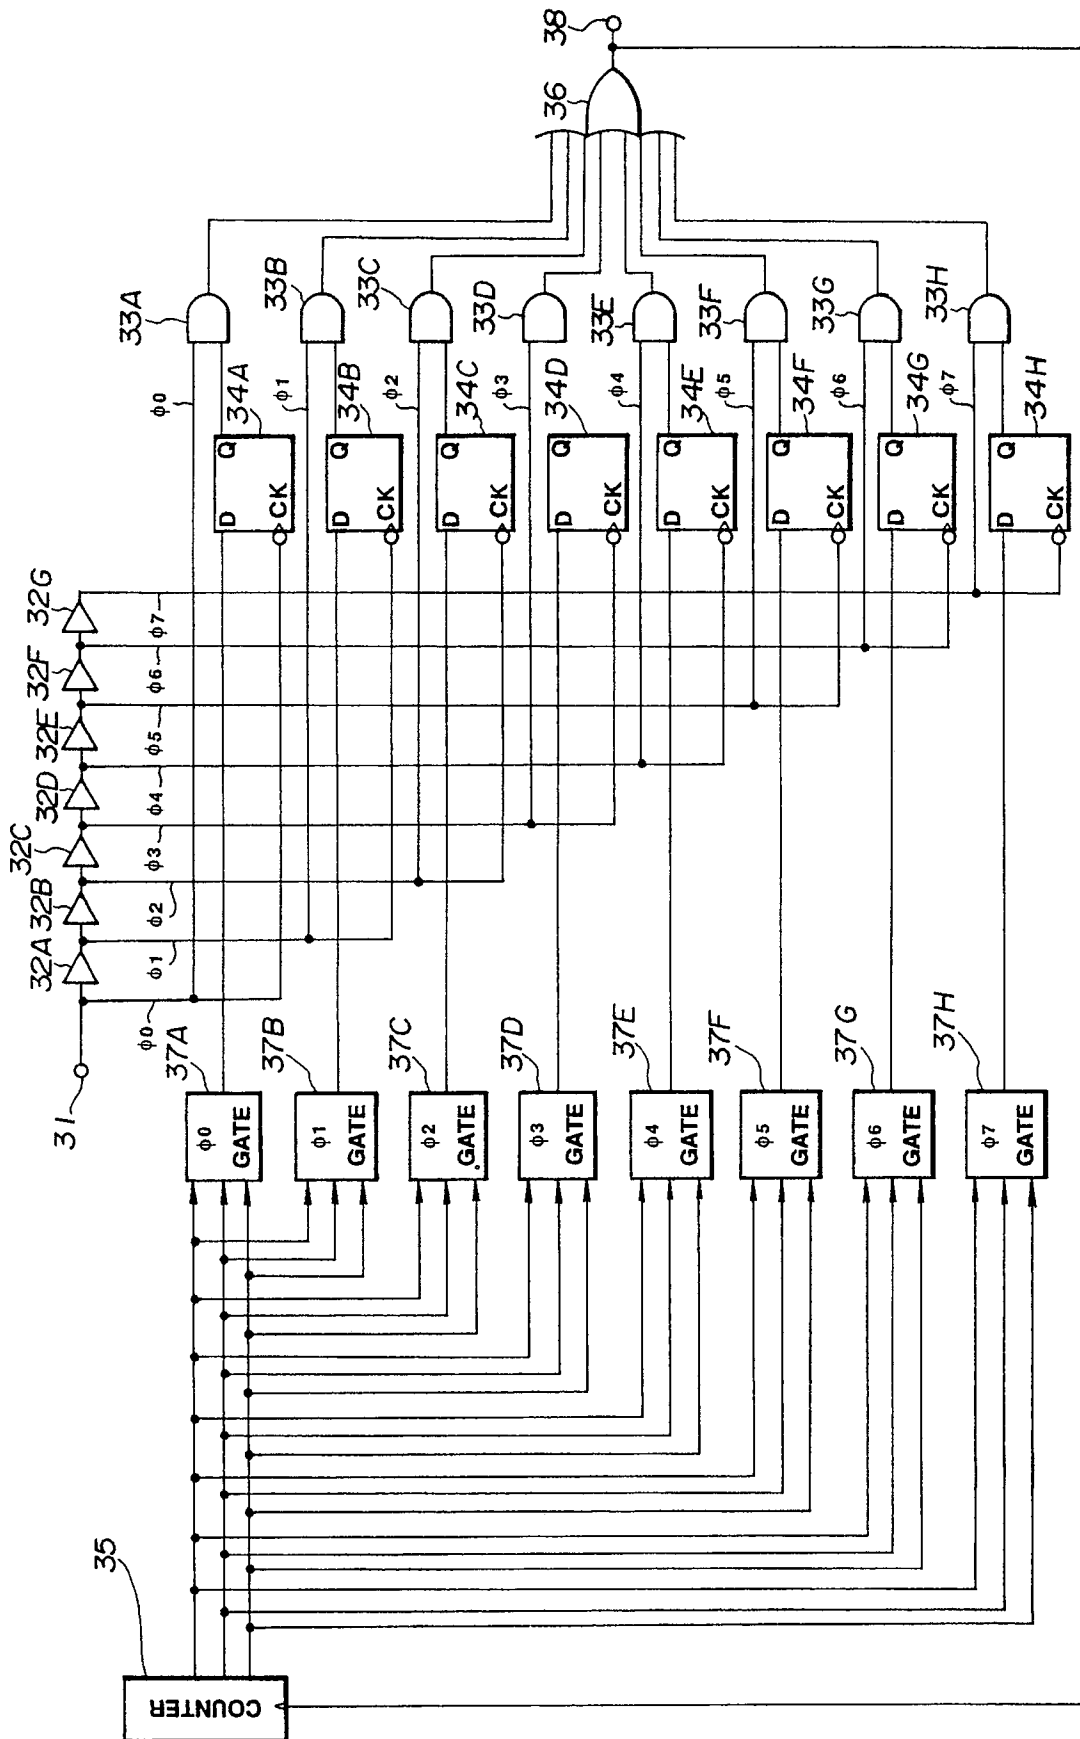 38
36
33A
33B
33C
33D
33E
33F
33G
33H
φ0
34A
φ1
34B
φ2
34C
φ3
34D
φ4
34E
φ5
34F
φ6
34G
φ7
34H
D Q CK
D Q CK
D Q CK
D Q CK
D Q CK
D Q CK
D Q CK
D Q CK
31
32A
32B
32C
32D
32E
32F
32G
φ0
φ1
φ2
φ3
φ4
φ5
φ6
φ7
37A
37B
37C
37D
37E
37F
37G
37H
φ0
GATE
φ1
GATE
φ2
GATE
φ3
GATE
φ4
GATE
φ5
GATE
φ6
GATE
φ7
GATE
35
COUNTER